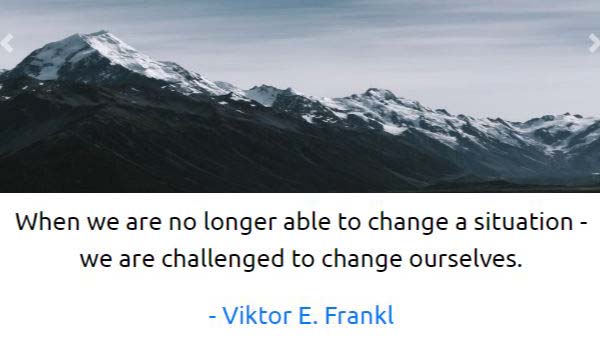 When we are no longer able to change a situation -
we are challenged to change ourselves.
- Viktor E. Frankl